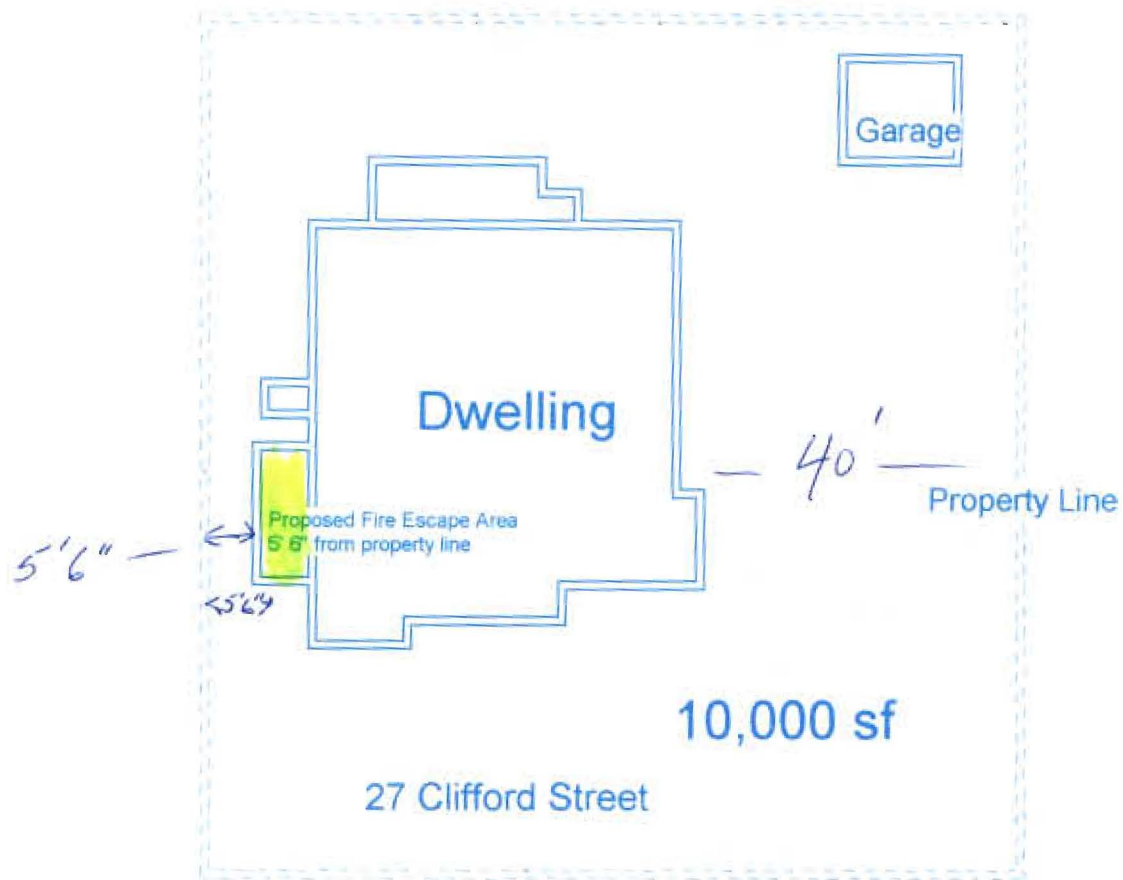 Garage
Dwelling
40'
Property Line
Proposed Fire Escape Area
5' 6" from property line
5'6"
5'6"
10,000 sf
27 Clifford Street